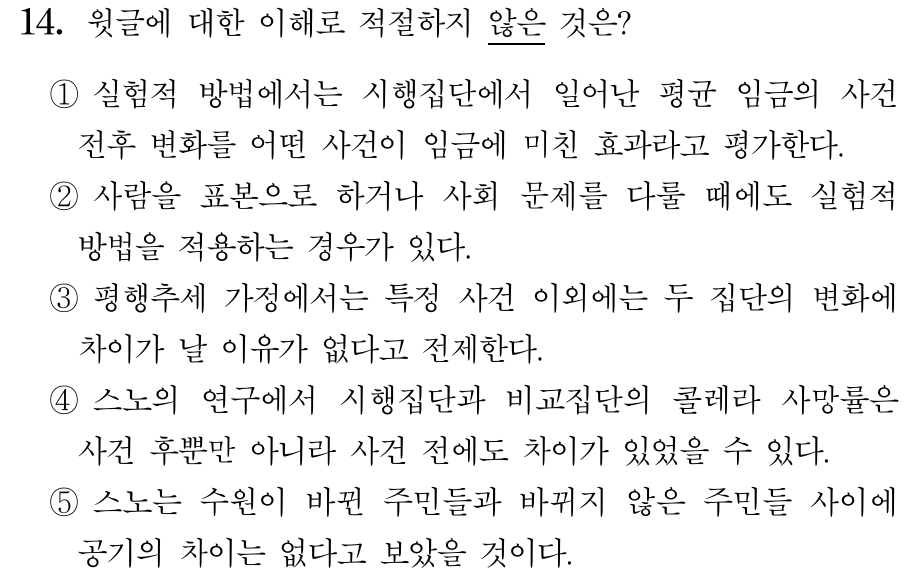 14. 윗글에 대한 이해로 적절하지 않은 것은?
① 실험적 방법에서는 시행집단에서 일어난 평균 임금의 사건
전후 변화를 어떤 사건이 임금에 미친 효과라고 평가한다.
② 사람을 표본으로 하거나 사회 문제를 다룰 때에도 실험적
방법을 적용하는 경우가 있다.
③ 평행추세 가정에서는 특정 사건 이외에는 두 집단의 변화에
차이가 날 이유가 없다고 전제한다.
④ 스노의 연구에서 시행집단과 비교집단의 콜레라 사망률은
사건 후뿐만 아니라 사건 전에도 차이가 있었을 수 있다.
⑤ 스노는 수원이 바뀐 주민들과 바뀌지 않은 주민들 사이에
공기의 차이는 없다고 보았을 것이다.